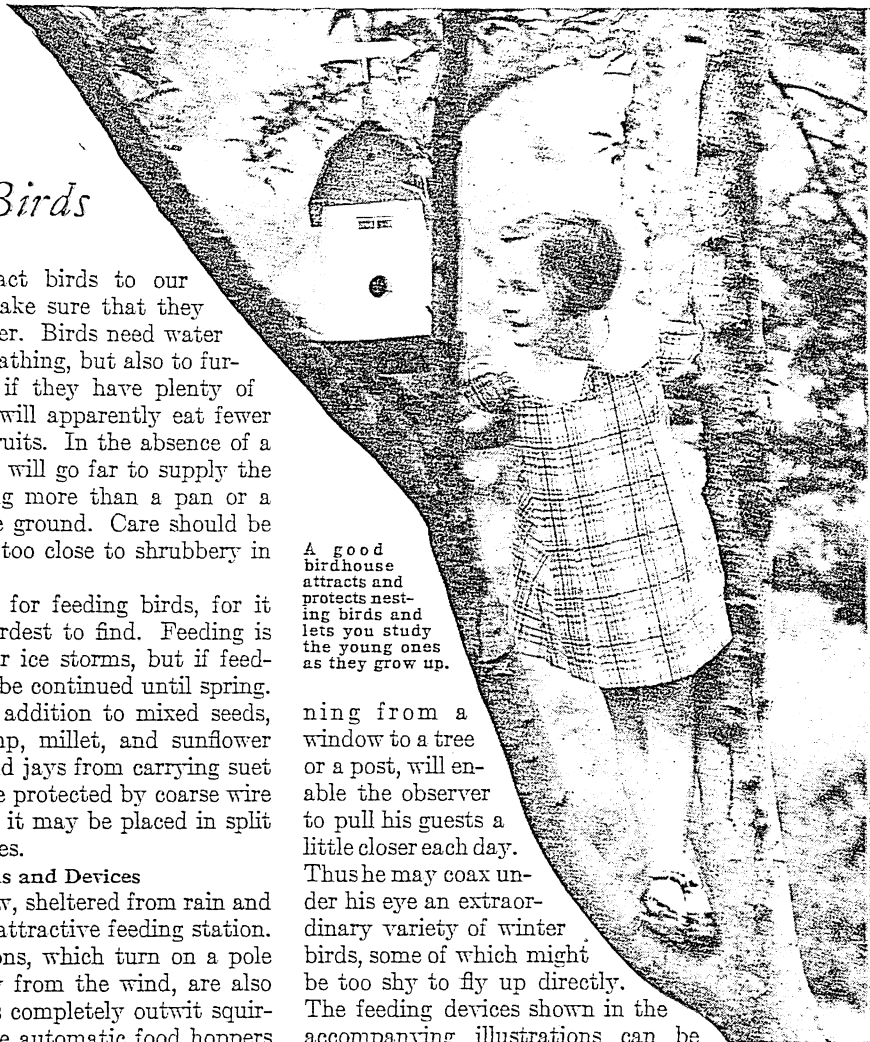 Birds
act birds to our
ake sure that they
er. Birds need water
athing, but also to fur-
if they have plenty of
will apparently eat fewer
uits. In the absence of a
will go far to supply the
g more than a pan or a
e ground. Care should be
too close to shrubbery in
for feeding birds, for it
rdest to find. Feeding is
r ice storms, but if feed-
be continued until spring.
addition to mixed seeds,
mp, millet, and sunflower
d jays from carrying suet
e protected by coarse wire
it may be placed in split
es.
s and Devices
w, sheltered from rain and
attractive feeding station.
ons, which turn on a pole
y from the wind, are also
s completely outwit squir-
e automatic food hoppers
A good
birdhouse
attracts and
protects nest-
ing birds and
lets you study
the young ones
as they grow up.
ning from a
window to a tree
or a post, will en-
able the observer
to pull his guests a
little closer each day.
Thus he may coax un-
der his eye an extraor-
dinary variety of winter
birds, some of which might
be too shy to fly up directly.
The feeding devices shown in the
accompanying illustrations can be